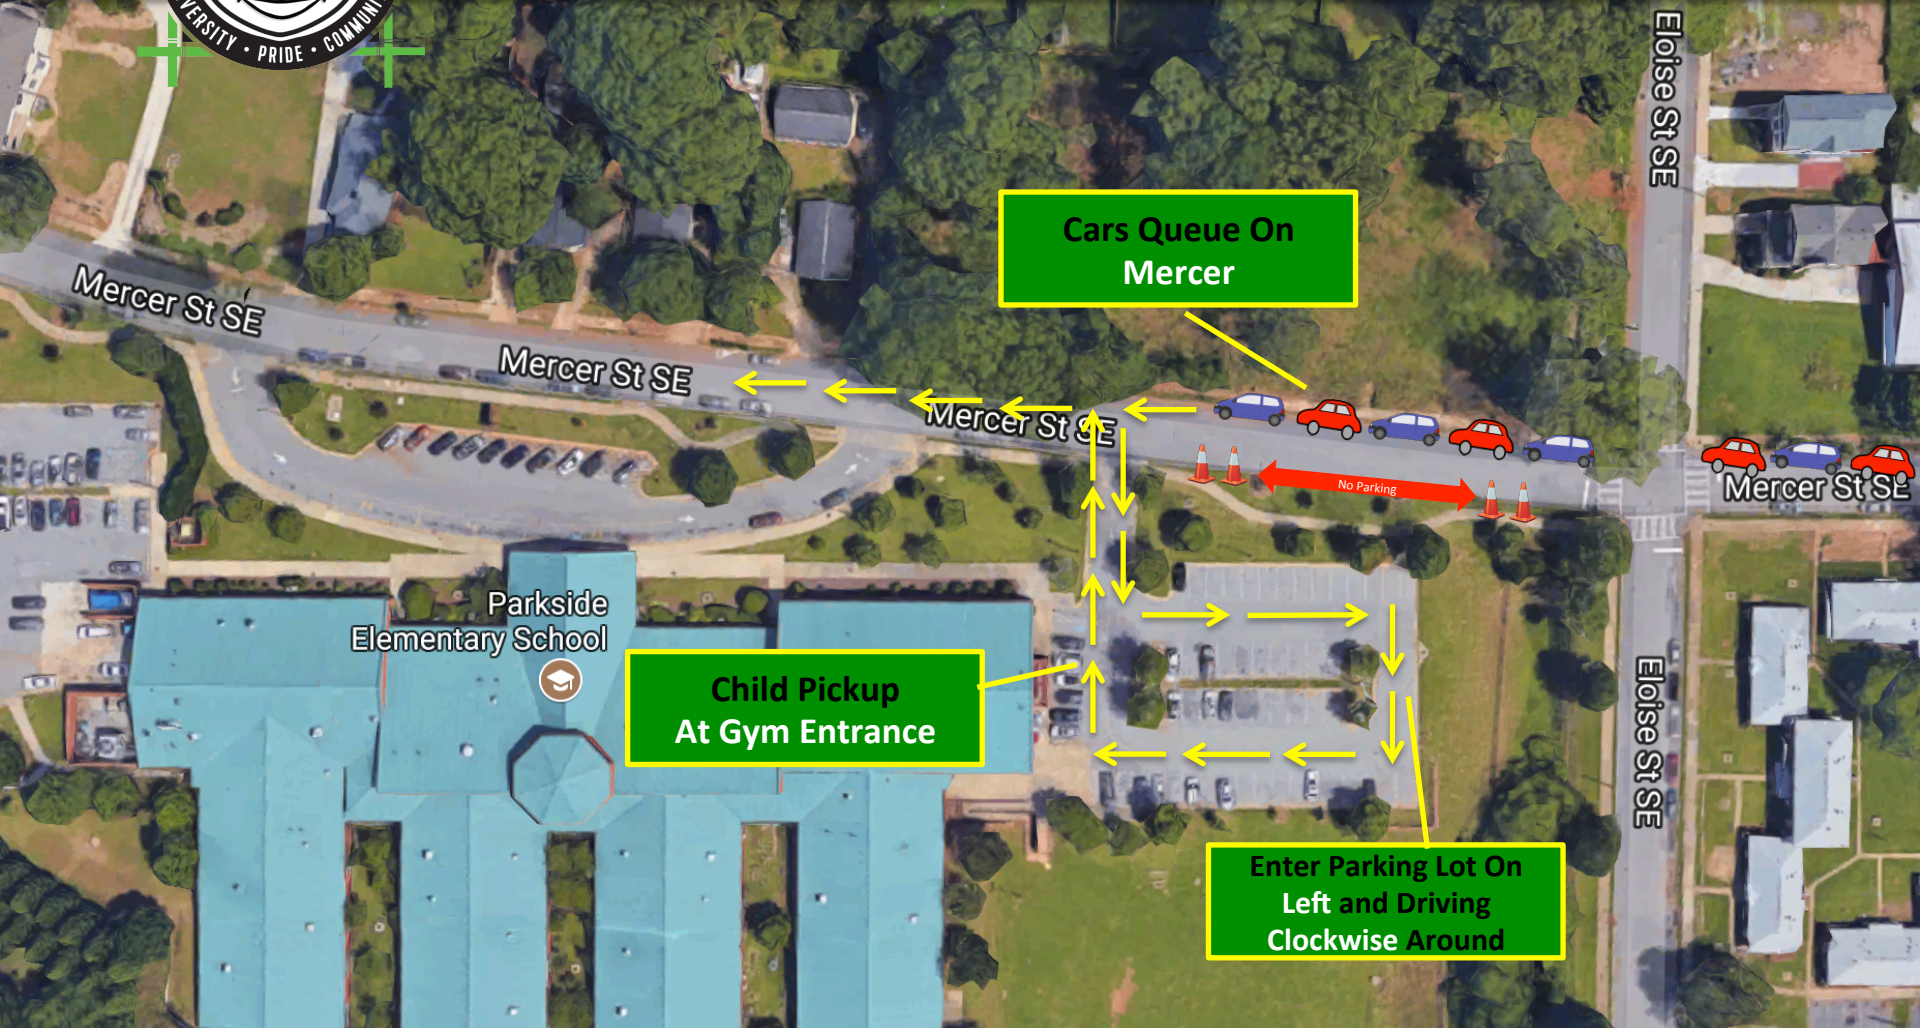 PRIDE
Eloise St SE
Cars Queue On
Mercer
Mercer St SE
Mercer St SE
Mercer St SE
No Parking
Mercer St SE
Parkside
Elementary School
Child Pickup
At Gym Entrance
Eloise St SE
Enter Parking Lot On
Left and Driving
Clockwise Around